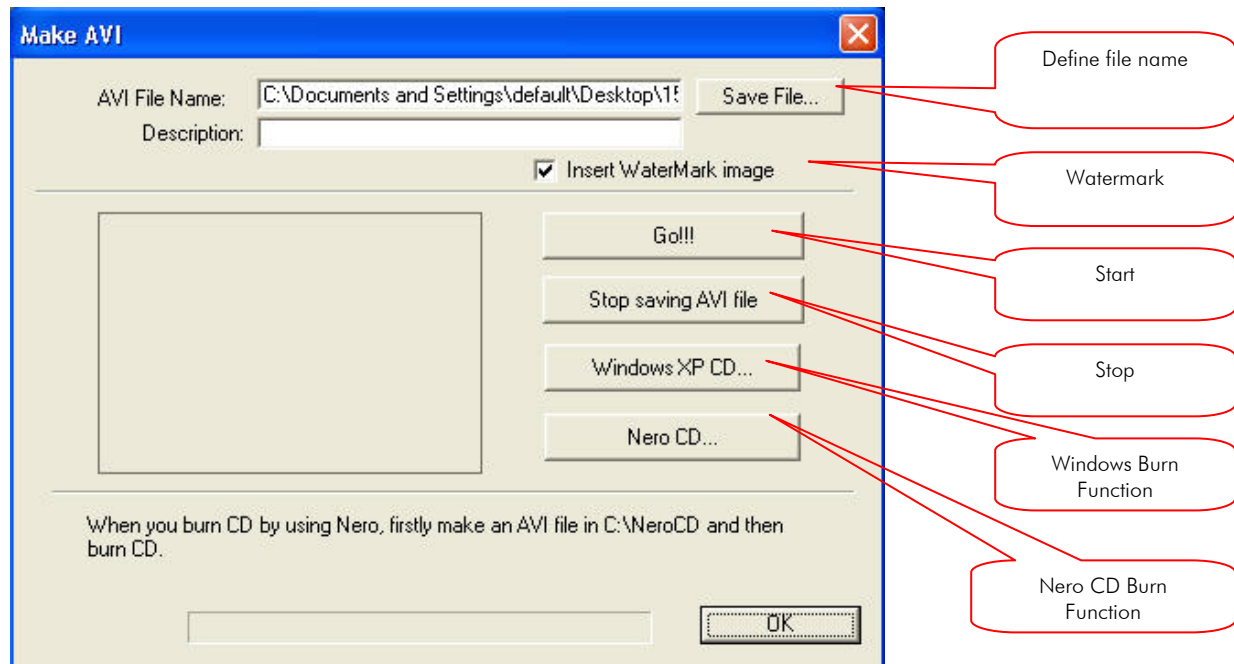 Make AVI
Define file name
AVI File Name:
C:\Documents and Settings\default\Desktop\15
Save File...
Description:
Insert WaterMark image
Watermark
Go!!!
Start
Stop saving AVI file
Stop
Windows XP CD...
Nero CD...
Windows Burn
Function
When you burn CD by using Nero, firstly make an AVI file in C:\NeroCD and then
burn CD.
Nero CD Burn
Function
OK